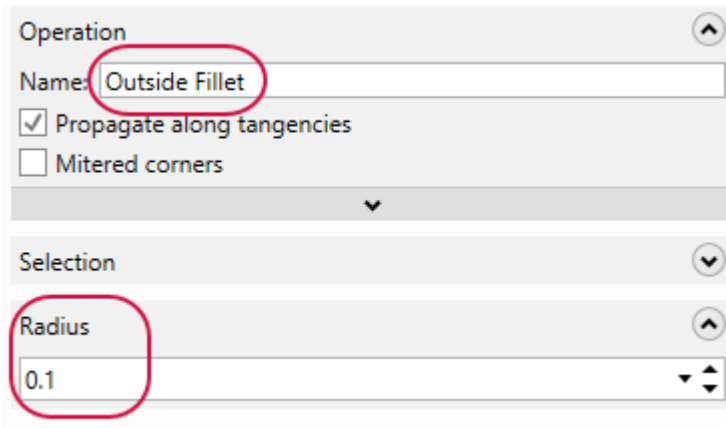 Operation
Name: Outside Fillet
Propagate along tangencies
Mitered corners
Selection
Radius
0.1